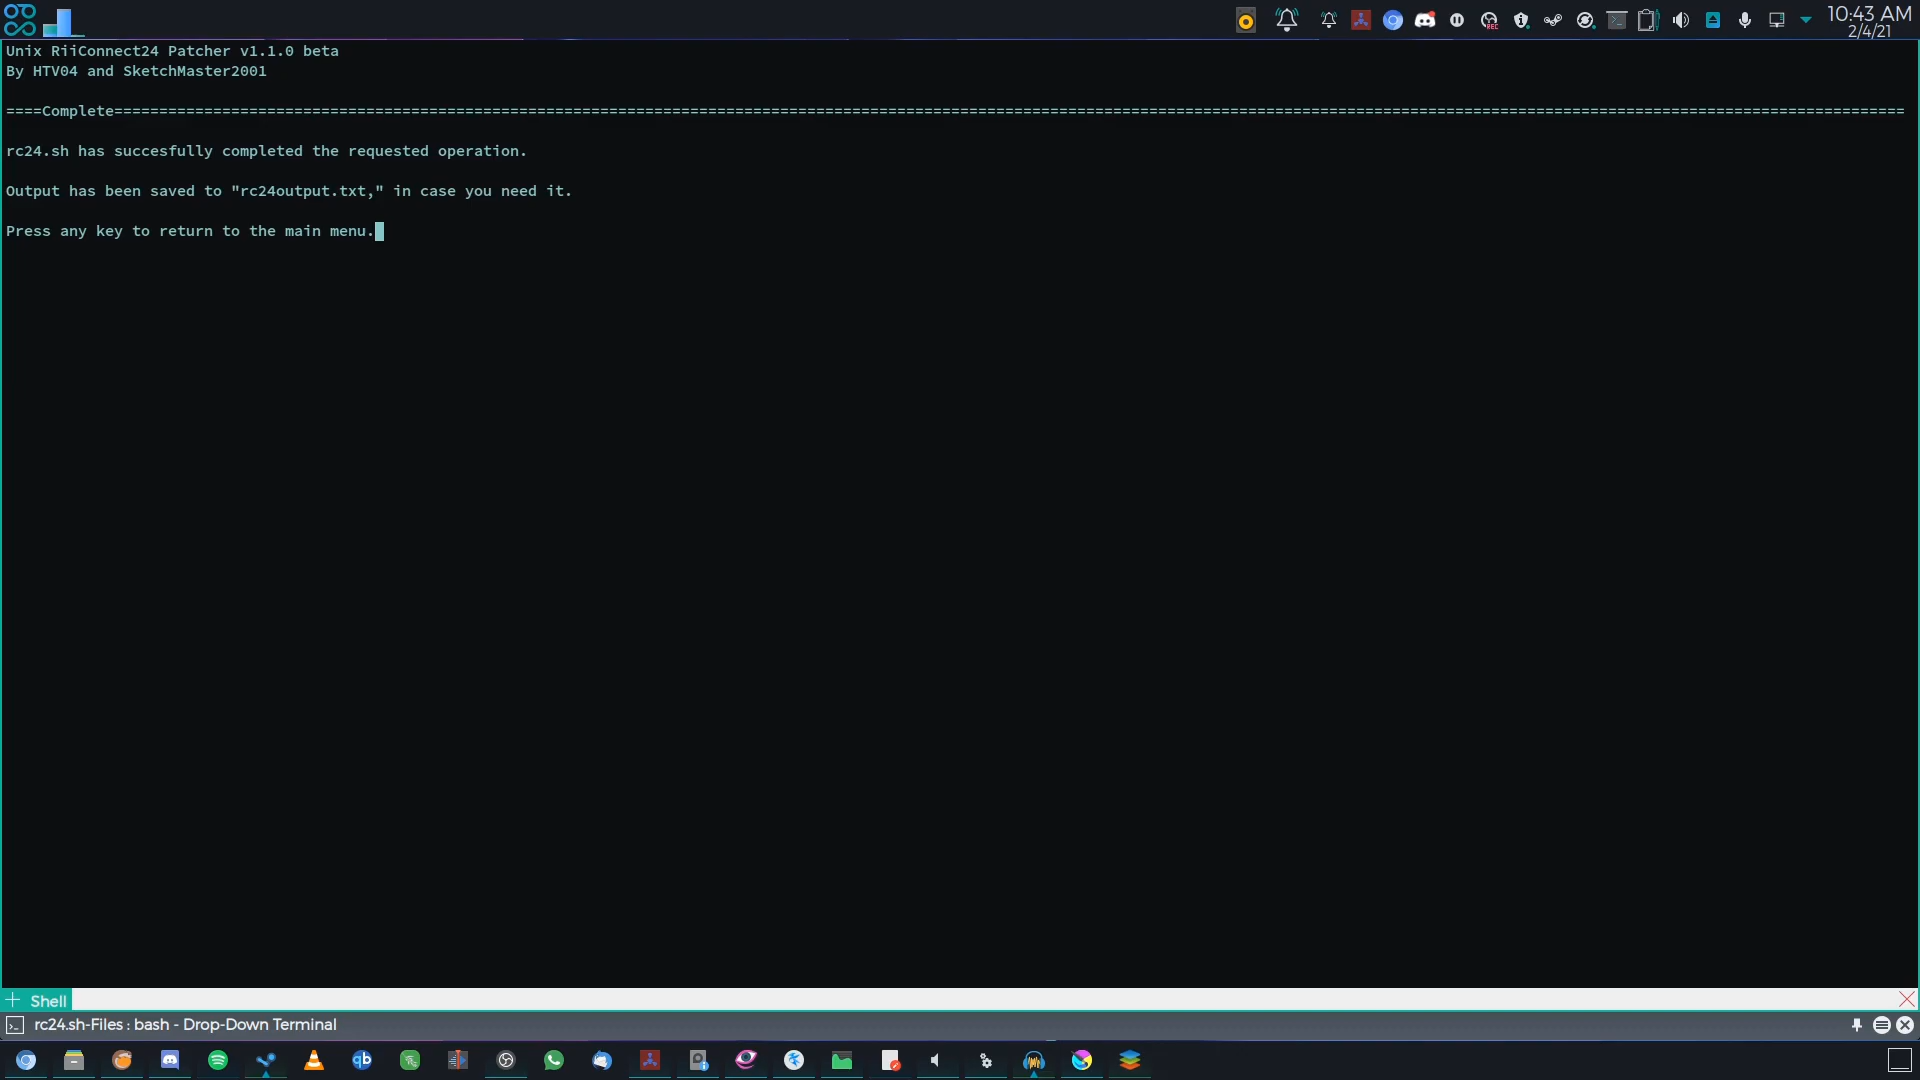 10:43 AM
2/4/21
Unix RiiConnect24 Patcher v1.1.0 beta
By HTV04 and SketchMaster2001
====Complete=======================================================================================================================================================================================================
rc24.sh has succesfully completed the requested operation.
Output has been saved to "rc24output.txt," in case you need it.
Press any key to return to the main menu.
Shell
rc24.sh-Files : bash - Drop-Down Terminal